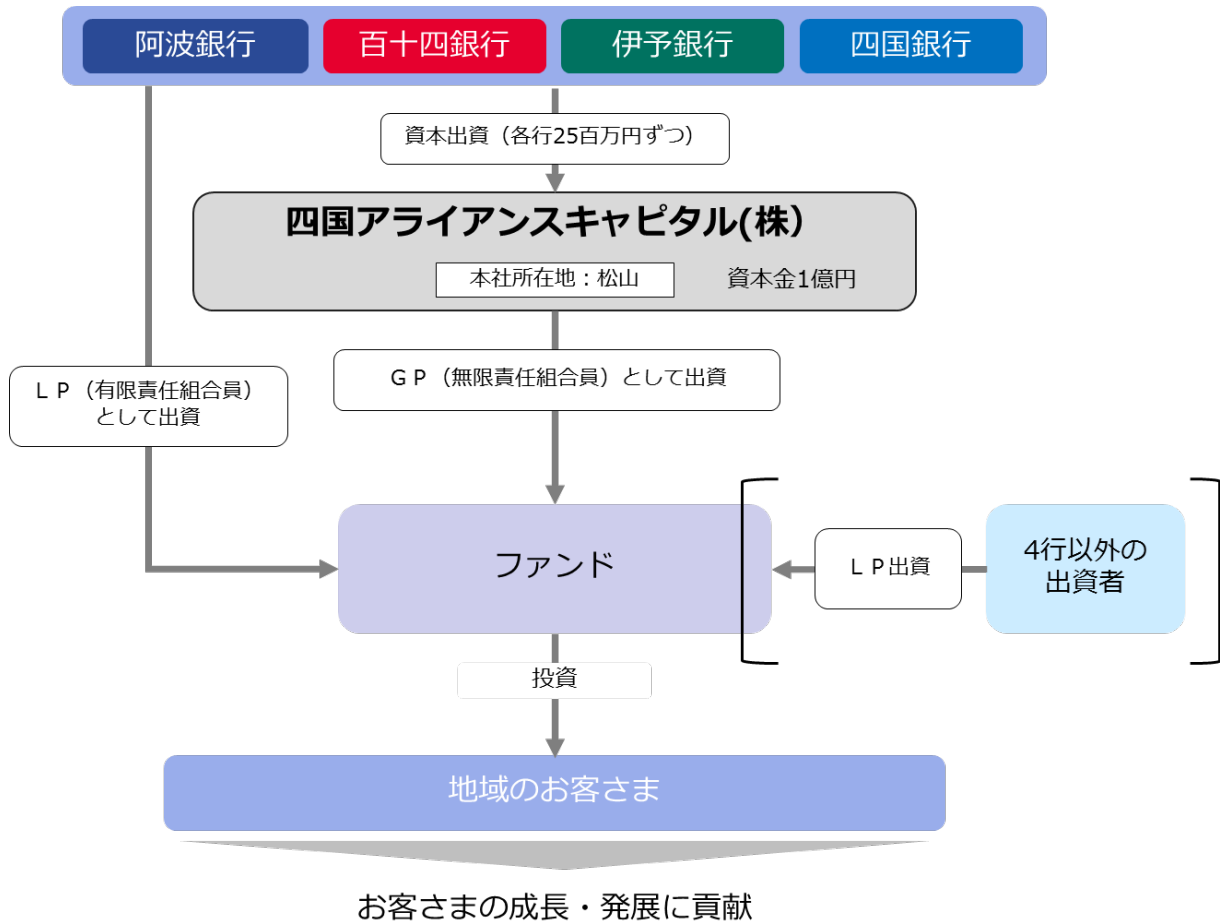 阿波銀行
百十四銀行
伊予銀行
四国銀行
資本出資（各行25百万円ずつ）
四国アライアンスキャピタル(株）
本社所在地：松山
資本金1億円
ＬＰ（有限責任組合員）
として出資
ＧＰ（無限責任組合員）として出資
ファンド
ＬＰ出資
4行以外の
出資者
投資
地域のお客さま
お客さまの成長・発展に貢献